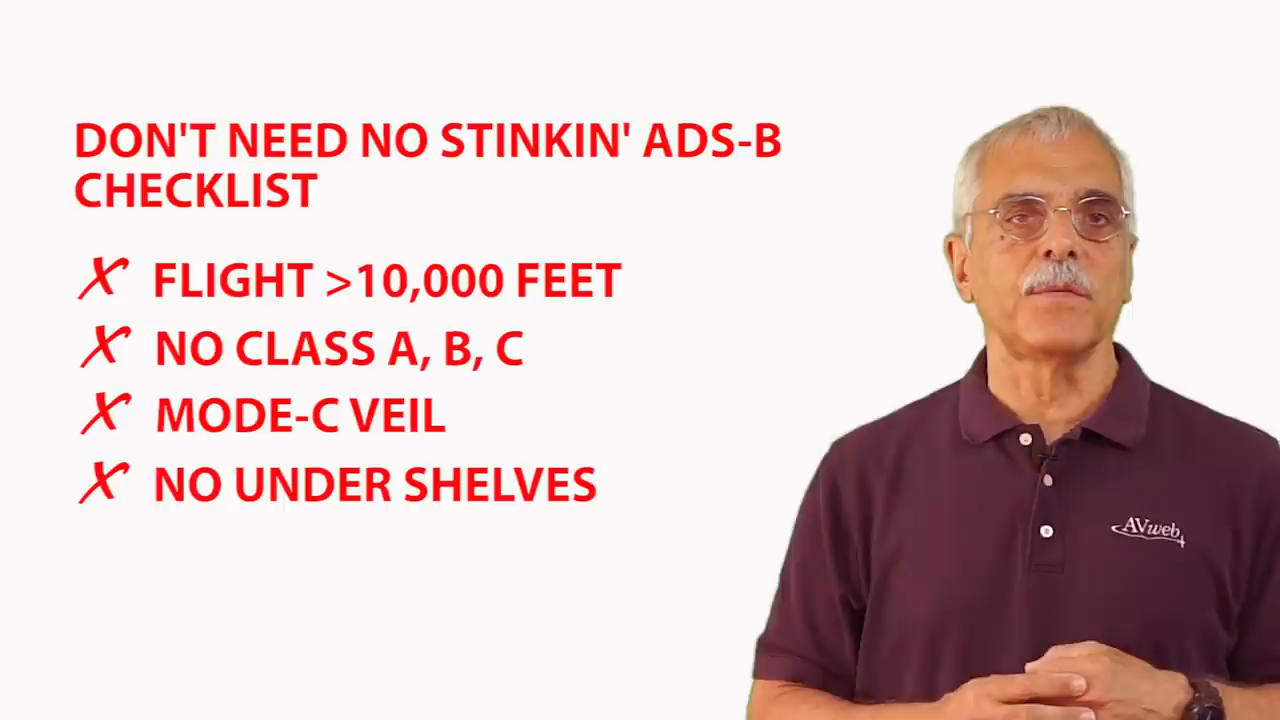 DON'T NEED NO STINKIN' ADS-B
CHECKLIST
✗ FLIGHT >10,000 FEET
✗ NO CLASS A, B, C
✗ MODE-C VEIL
✗ NO UNDER SHELVES
AVweb